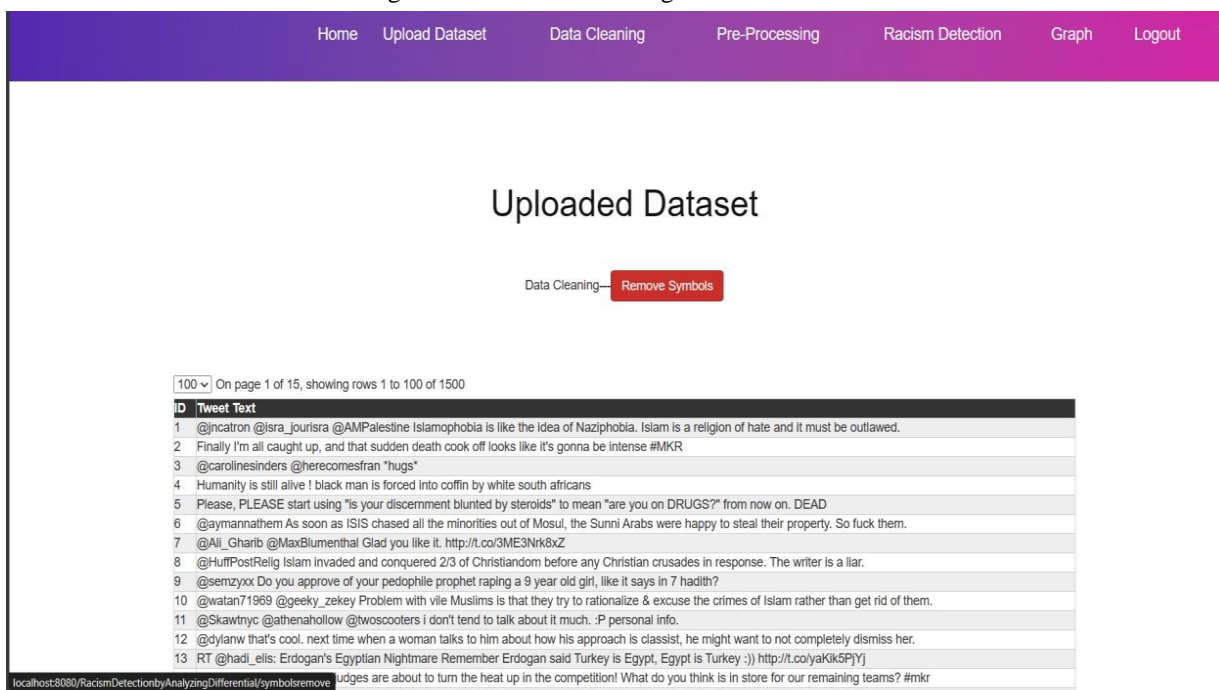 Home Upload Dataset Data Cleaning Pre-Processing Racism Detection Graph Logout
Uploaded Dataset
Data Cleaning--- Remove Symbols
100 On page 1 of 15, showing rows 1 to 100 of 1500
ID Tweet Text
1 @jncatron @isra_jourisra @AMPalestine Islamophobia is like the idea of Naziphobia. Islam is a religion of hate and it must be outlawed.
2 Finally I'm all caught up, and that sudden death cook off looks like it's gonna be intense #MKR
3 @carolinesinders @herecomesfran *hugs*
4 Humanity is still alive ! black man is forced into coffin by white south africans
5 Please, PLEASE start using "is your discernment blunted by steroids" to mean "are you on DRUGS?" from now on. DEAD
6 @aymannathem As soon as ISIS chased all the minorities out of Mosul, the Sunni Arabs were happy to steal their property. So fuck them.
7 @Ali_Gharib @MaxBlumenthal Glad you like it. http://t.co/3ME3Nrk8xZ
8 @HuffPostRelig Islam invaded and conquered 2/3 of Christiandom before any Christian crusades in response. The writer is a liar.
9 @semzyxx Do you approve of your pedophile prophet raping a 9 year old girl, like it says in 7 hadith?
10 @watan71969 @geeky_zekey Problem with vile Muslims is that they try to rationalize & excuse the crimes of Islam rather than get rid of them.
11 @Skawtnyc @athenahollow @twoscooters i don't tend to talk about it much. :P personal info.
12 @dylanw that's cool. next time when a woman talks to him about how his approach is classist, he might want to not completely dismiss her.
13 RT @hadi_elis: Erdogan's Egyptian Nightmare Remember Erdogan said Turkey is Egypt, Egypt is Turkey :)) http://t.co/yaKik5PjYj
localhost:8080/RacismDetectionbyAnalyzingDifferential/symbolsremove judges are about to turn the heat up in the competition! What do you think is in store for our remaining teams? #mkr